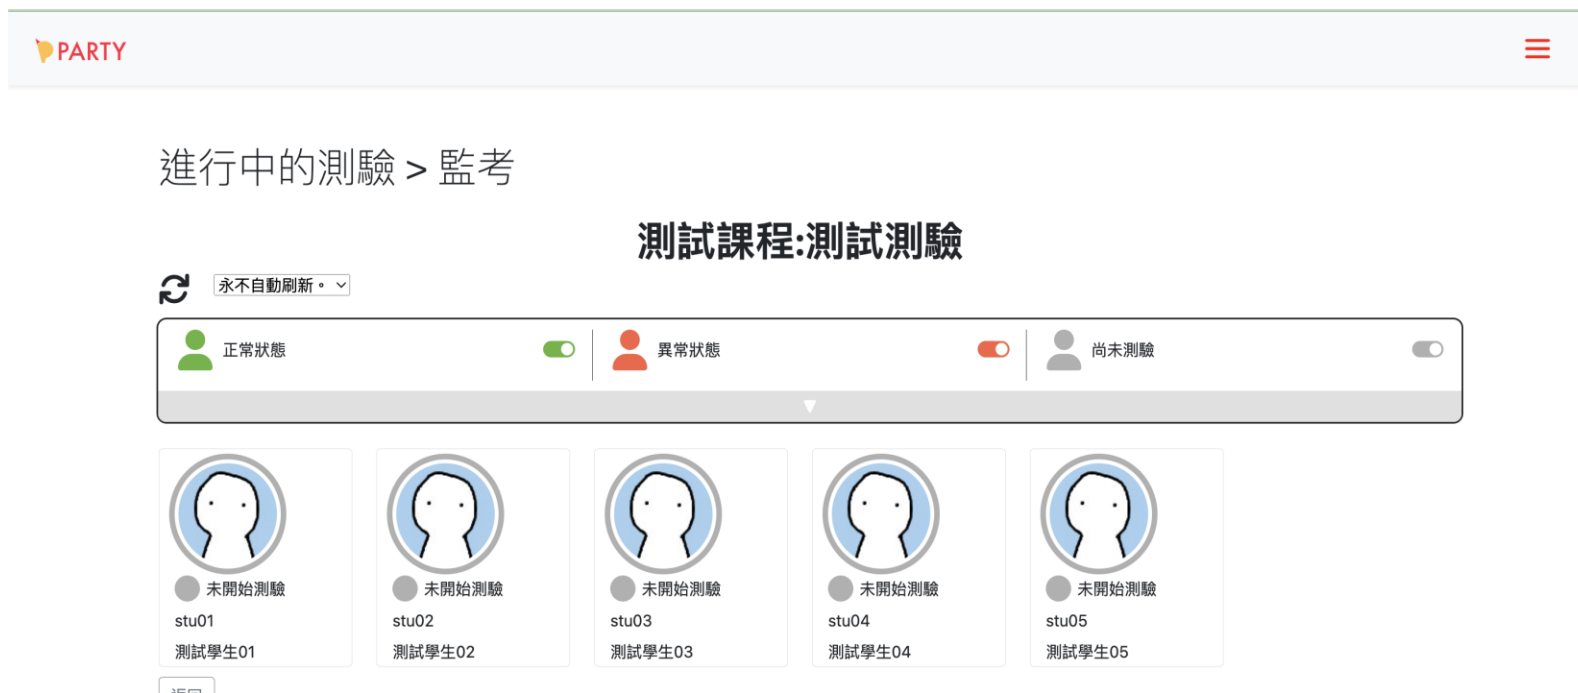 PARTY
進行中的測驗 > 監考
測試課程:測試測驗
永不自動刷新。
正常狀態 異常狀態 尚未測驗
▼
未開始測驗 未開始測驗 未開始測驗 未開始測驗 未開始測驗
stu01 stu02 stu03 stu04 stu05
測試學生01 測試學生02 測試學生03 測試學生04 測試學生05